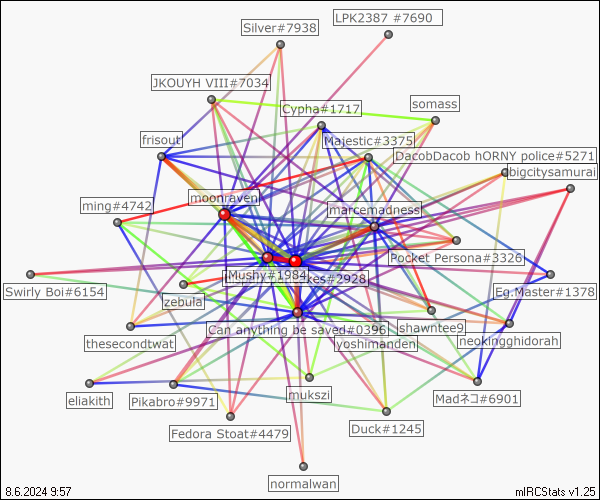 LPK2387 #7690
Silver#7938
JKOUYH VIII#7034
Cypha#1717
somass
frisout
Majestic#3375
DacobDacob hORNY police#5271
bigcitysamurai
moonraven
ming#4742
marcemadness
Pocket Persona#3326
Mushy#1984
kes#2928
Swirly Boi#6154
Eg.Master#1378
zebula
Can anything be saved#0396
shawntee9
thesecondtwat
yoshimanden
neokingghidorah
eliakith
Pikabro#9971
mukszi
Madネコ#6901
Fedora Stoat#4479
Duck#1245
normalwan
8.6.2024 9:57
mIRCStats v1.25